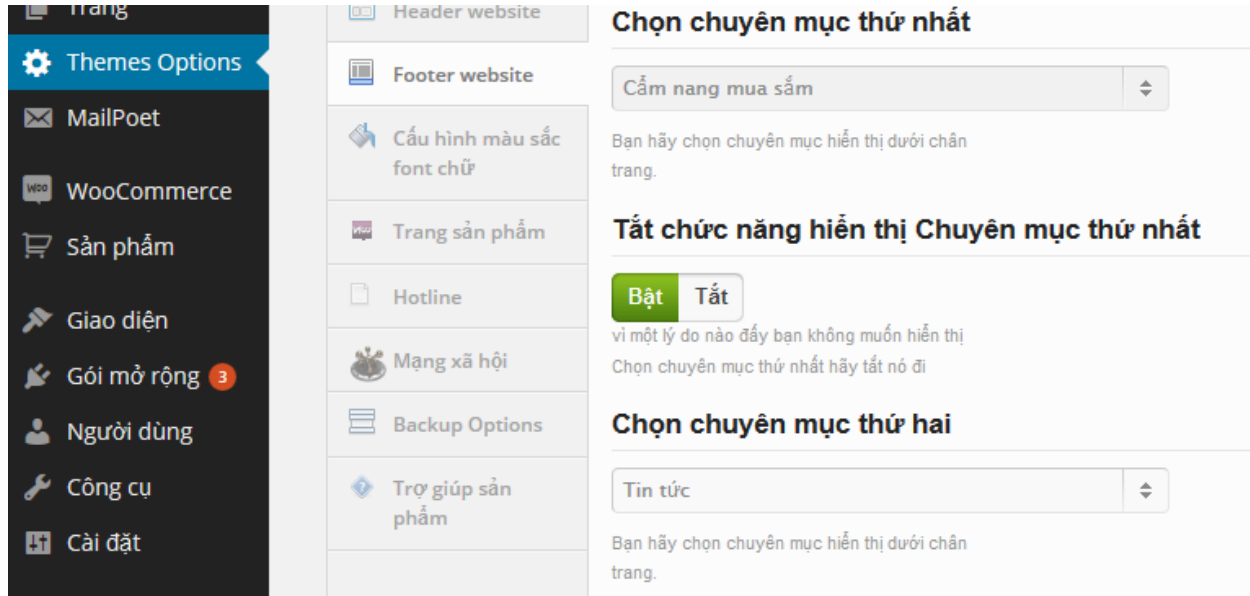 Trang
Themes Options
MailPoet
WooCommerce
Sản phẩm
Giao diện
Gói mở rộng 3
Người dùng
Công cụ
Cài đặt
Header website
Footer website
Cấu hình màu sắc
font chữ
Trang sản phẩm
Hotline
Mạng xã hội
Backup Options
Trợ giúp sản
phẩm
Chọn chuyên mục thứ nhất
Cẩm nang mua sắm
Bạn hãy chọn chuyên mục hiển thị dưới chân
trang.
Tắt chức năng hiển thị Chuyên mục thứ nhất
Bật Tắt
vì một lý do nào đấy bạn không muốn hiển thị
Chọn chuyên mục thứ nhất hãy tắt nó đi
Chọn chuyên mục thứ hai
Tin tức
Bạn hãy chọn chuyên mục hiển thị dưới chân
trang.